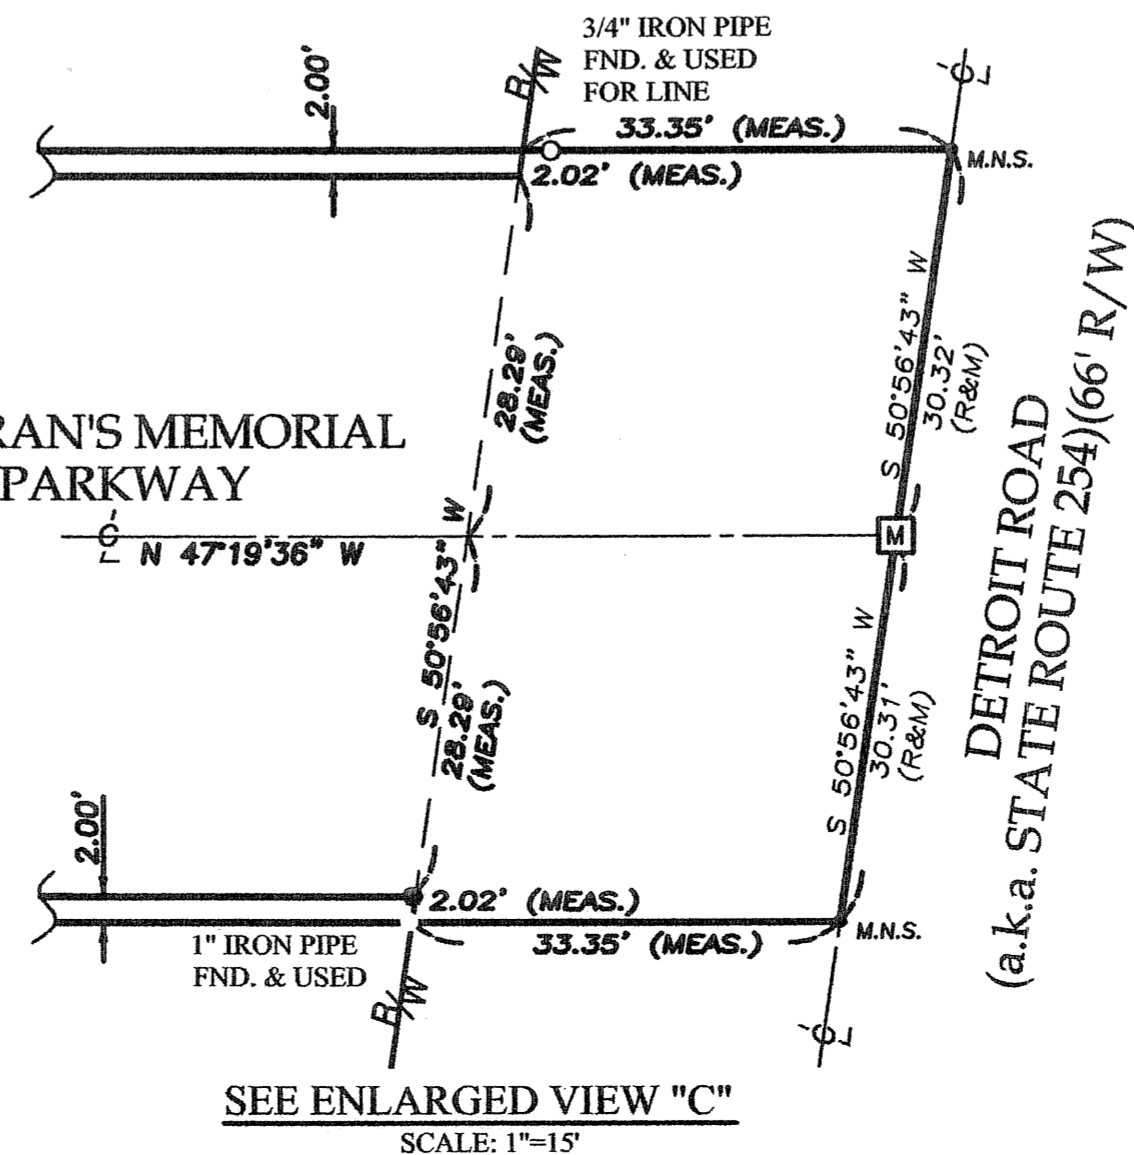 3/4" IRON PIPE
FND. & USED
FOR LINE
2.00'
R/W
33.35' (MEAS.)
2.02' (MEAS.)
M.N.S.
CL
28.29'
(MEAS.)
S 50°56'43" W
30.32'
(R&M)
RAN'S MEMORIAL
PARKWAY
CL
N 47°19'36" W
M
S 50°56'43" W
28.29'
(MEAS.)
S 50°56'43" W
30.31'
(R&M)
DETROIT ROAD
(a.k.a. STATE ROUTE 254)(66' R/W)
2.00'
2.02' (MEAS.)
33.35' (MEAS.)
M.N.S.
1" IRON PIPE
FND. & USED
R/W
CL
SEE ENLARGED VIEW "C"
SCALE: 1"=15'